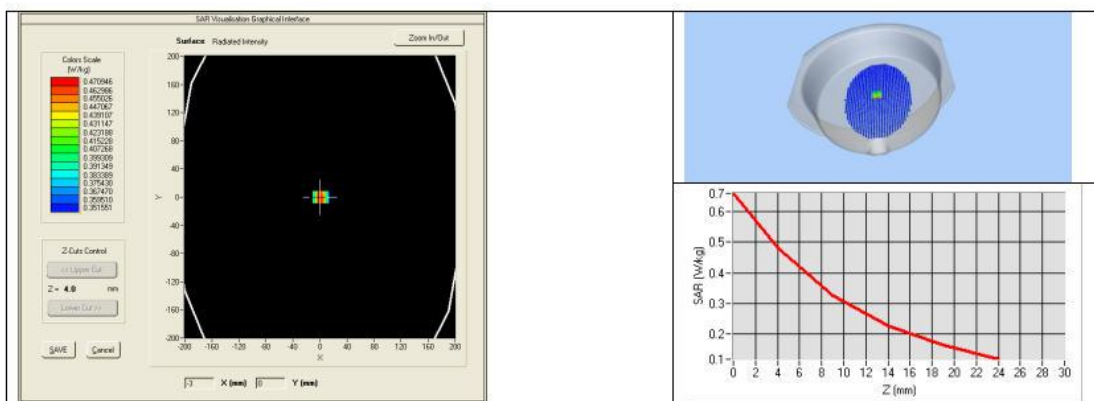 SAR Visualisation Graphical Interface
Surface Radiated Intensity
Zoom In/Out
Colors Scale
(W/kg)
0.470946
0.462986
0.455026
0.447067
0.439107
0.431147
0.423188
0.415228
0.407268
0.399309
0.391349
0.383389
0.375430
0.367470
0.359510
0.351551
Z-Cuts Control
<< Upper Cut
Z = 4.0 mm
Lower Cut >>
SAVE Cancel
200
160
120
80
40
0
-40
-80
-120
-160
-200
Y
-200 -160 -120 -80 -40 0 40 80 120 160 200
X
-3 X (mm) 0 Y (mm)
0.7
0.6
0.5
0.4
0.3
0.2
0.1
SAR (W/kg)
0 2 4 6 8 10 12 14 16 18 20 22 24 26 28 30
Z (mm)